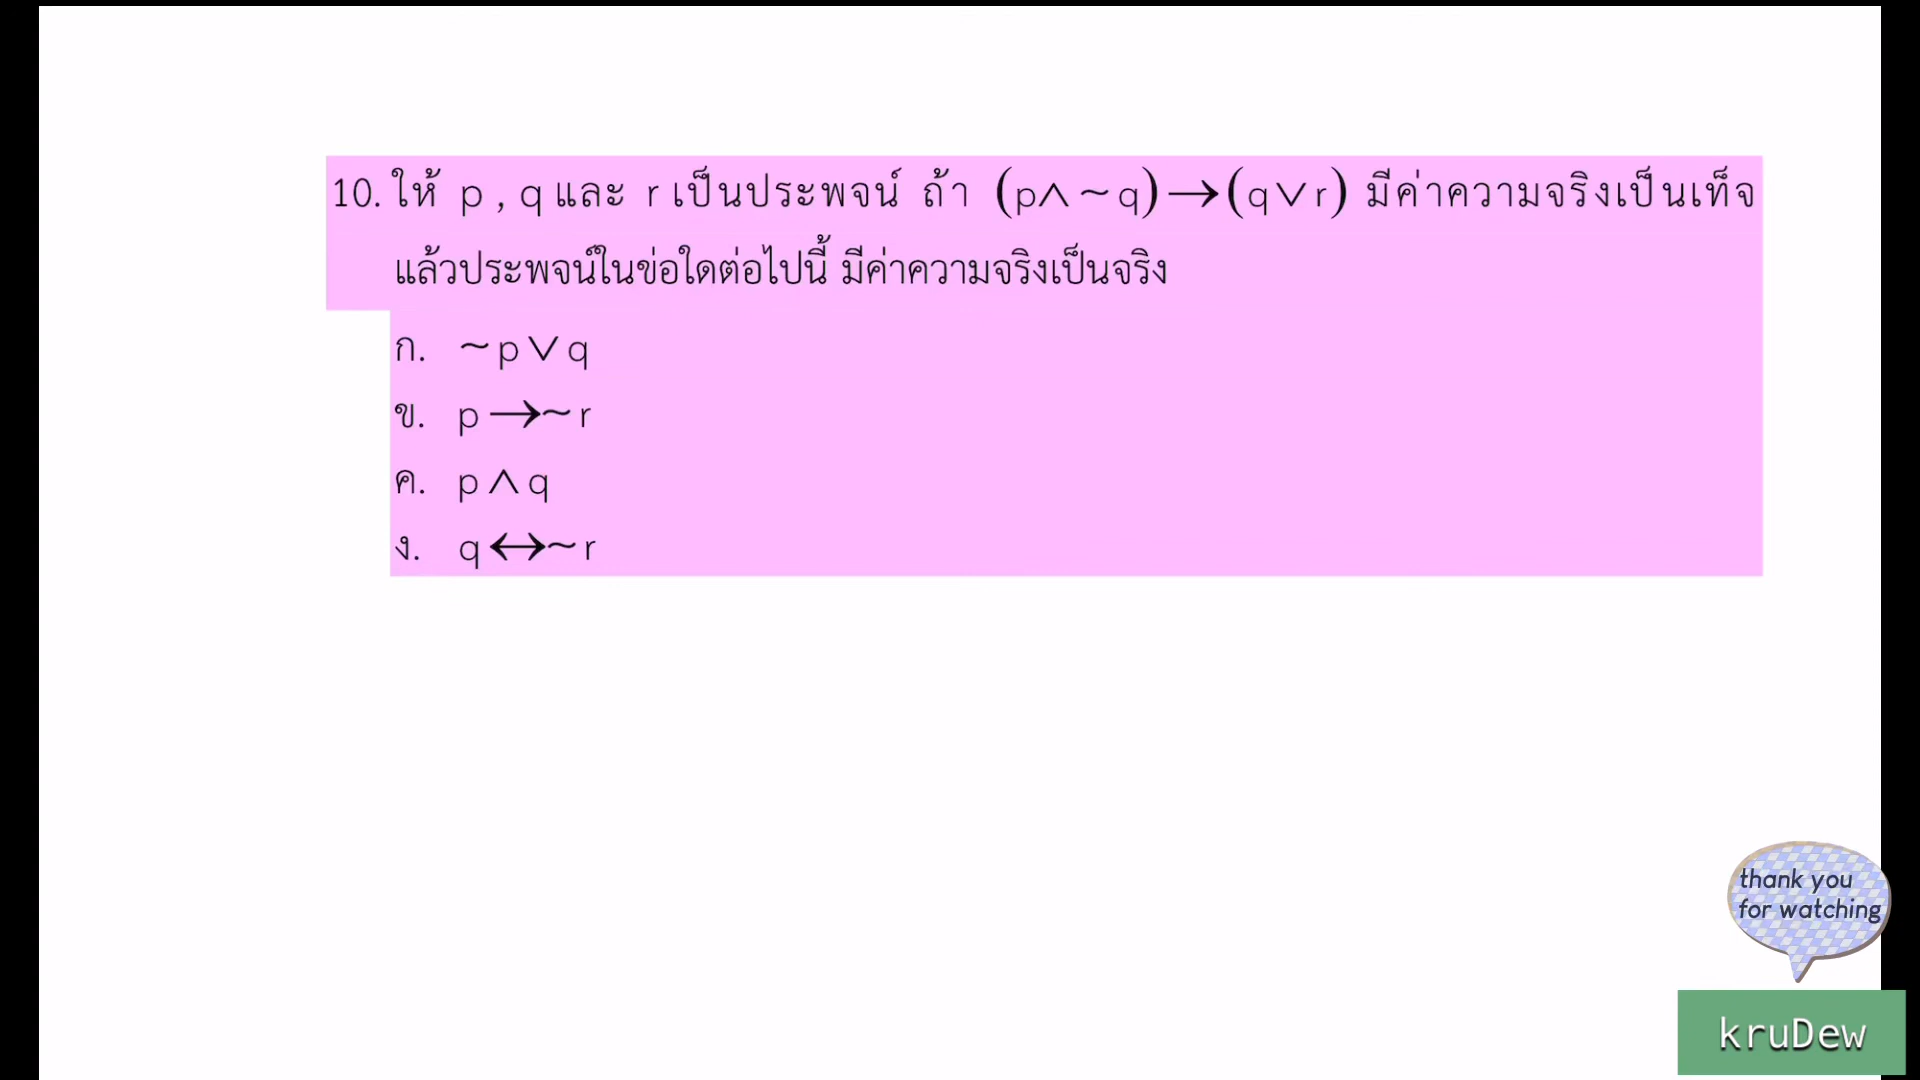 10. ให้ p , q และ r เป็นประพจน์ ถ้า (p∧~q)→(q∨r) มีค่าความจริงเป็นเท็จ
แล้วประพจน์ในข่อใดต่อไปนี้ มีค่าความจริงเป็นจริง
ก. ~p∨q
ข. p→~r
ค. p∧q
ง. q↔~r
thank you
for watching
kruDew